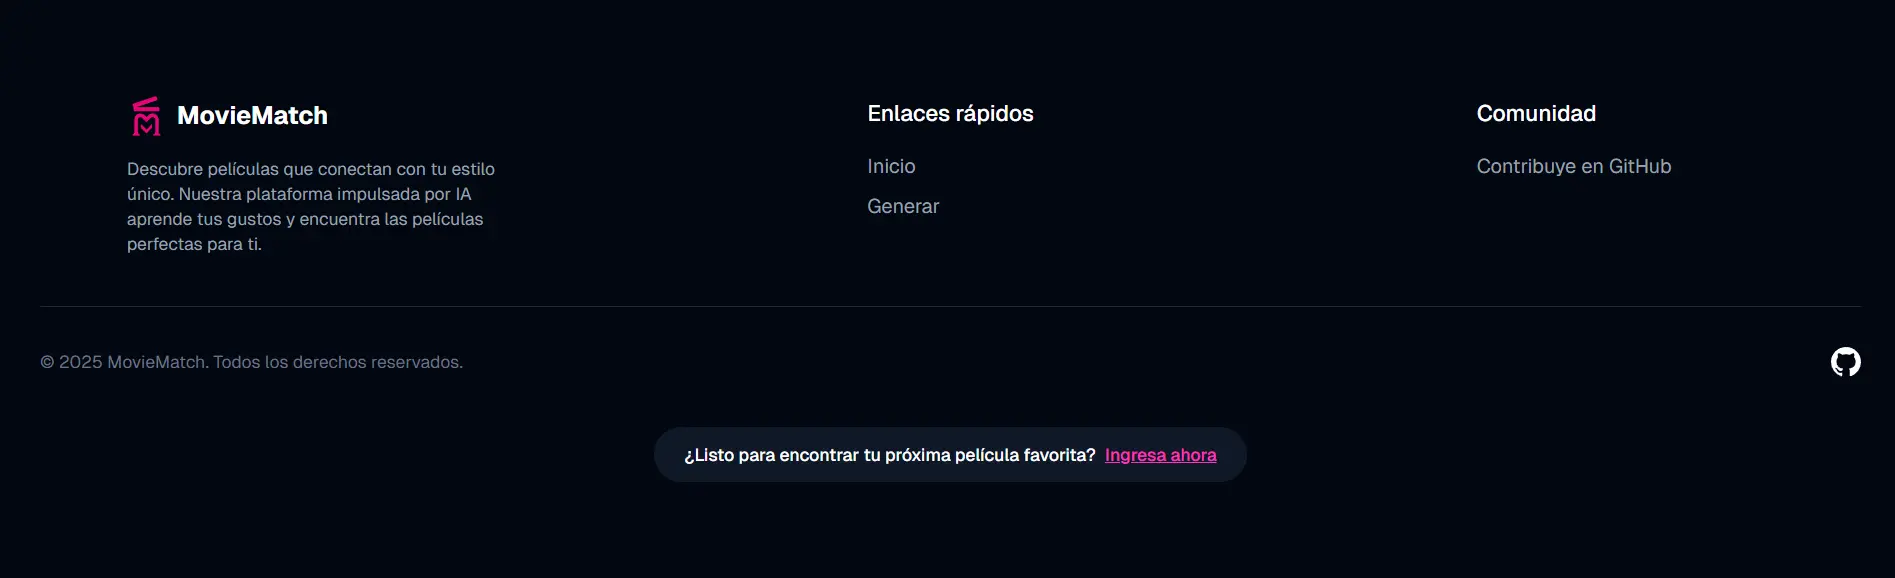 MovieMatch
Descubre películas que conectan con tu estilo
único. Nuestra plataforma impulsada por IA
aprende tus gustos y encuentra las películas
perfectas para ti.
Enlaces rápidos
Inicio
Generar
Comunidad
Contribuye en GitHub
© 2025 MovieMatch. Todos los derechos reservados.
¿Listo para encontrar tu próxima película favorita? Ingresa ahora